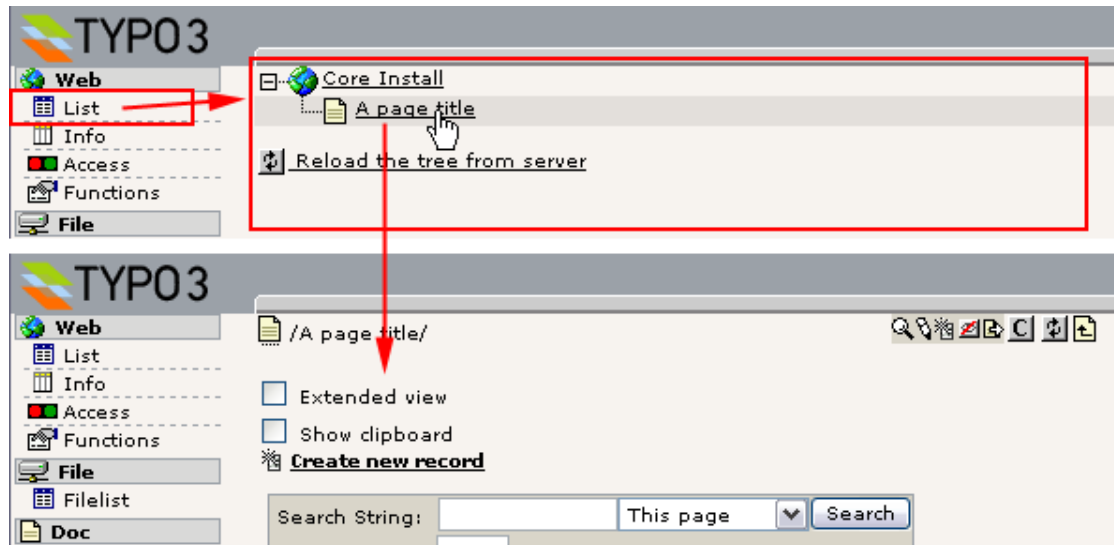 TYPO3
Web
List
Info
Access
Functions
File
Core Install
A page title
Reload the tree from server
TYPO3
Web
List
Info
Access
Functions
File
Filelist
Doc
/A page title/
C
Extended view
Show clipboard
Create new record
Search String: This page Search